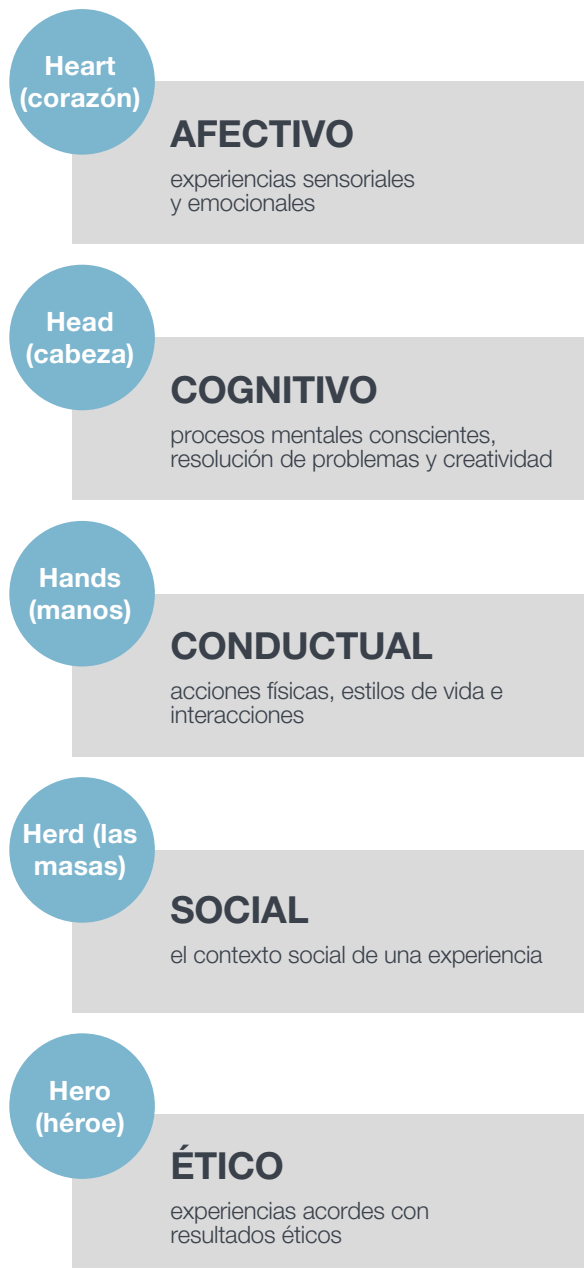 Heart
(corazón)
AFECTIVO
experiencias sensoriales
y emocionales
Head
(cabeza)
COGNITIVO
procesos mentales conscientes,
resolución de problemas y creatividad
Hands
(manos)
CONDUCTUAL
acciones físicas, estilos de vida e
interacciones
Herd (las
masas)
SOCIAL
el contexto social de una experiencia
Hero
(héroe)
ÉTICO
experiencias acordes con
resultados éticos